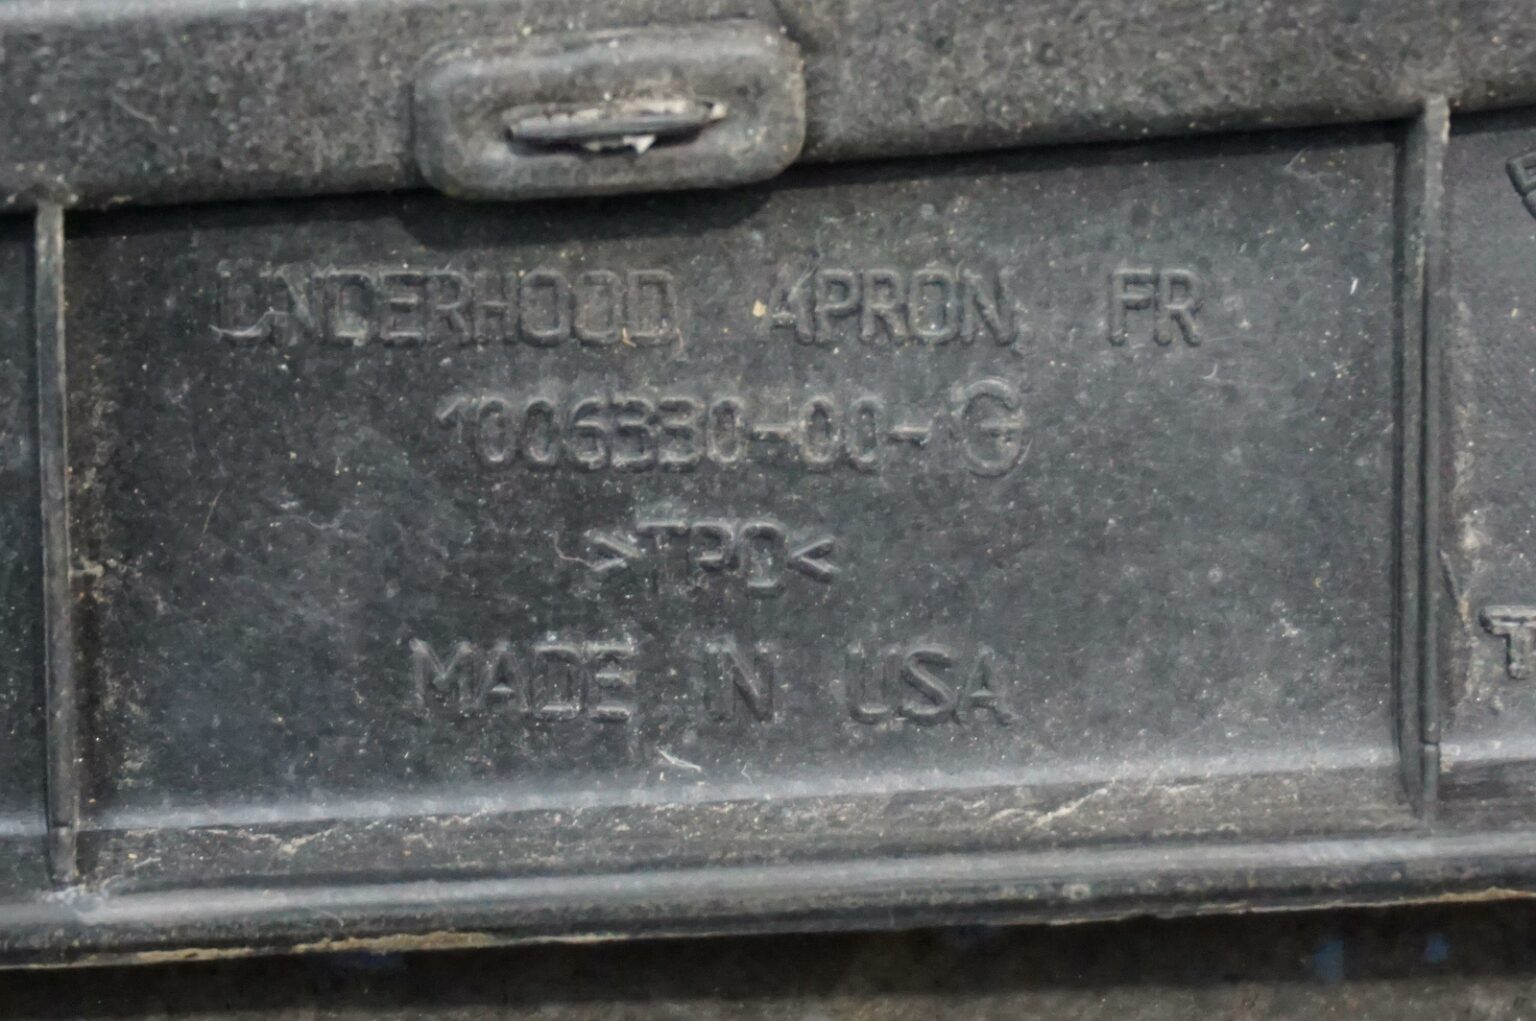 UNDERHOOD APRON FR
1006330-00-G
>TPO<
MADE IN USA